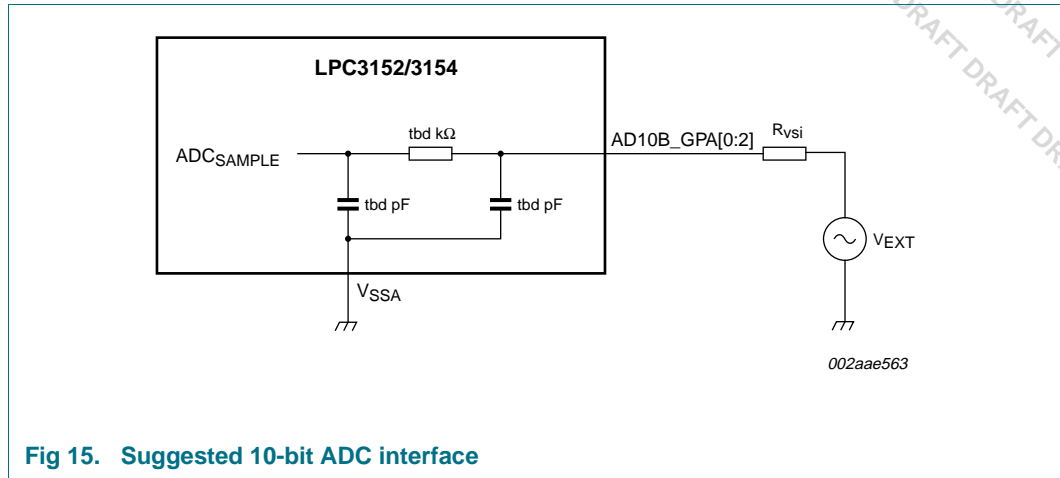 DRAFT DRAFT DRAFT
DRAFT DRAFT DR
LPC3152/3154
tbd kΩ
AD10B_GPA[0:2]
Rvsi
ADCSAMPLE
tbd pF
tbd pF
VEXT
VSSA
002aae563
Fig 15. Suggested 10-bit ADC interface